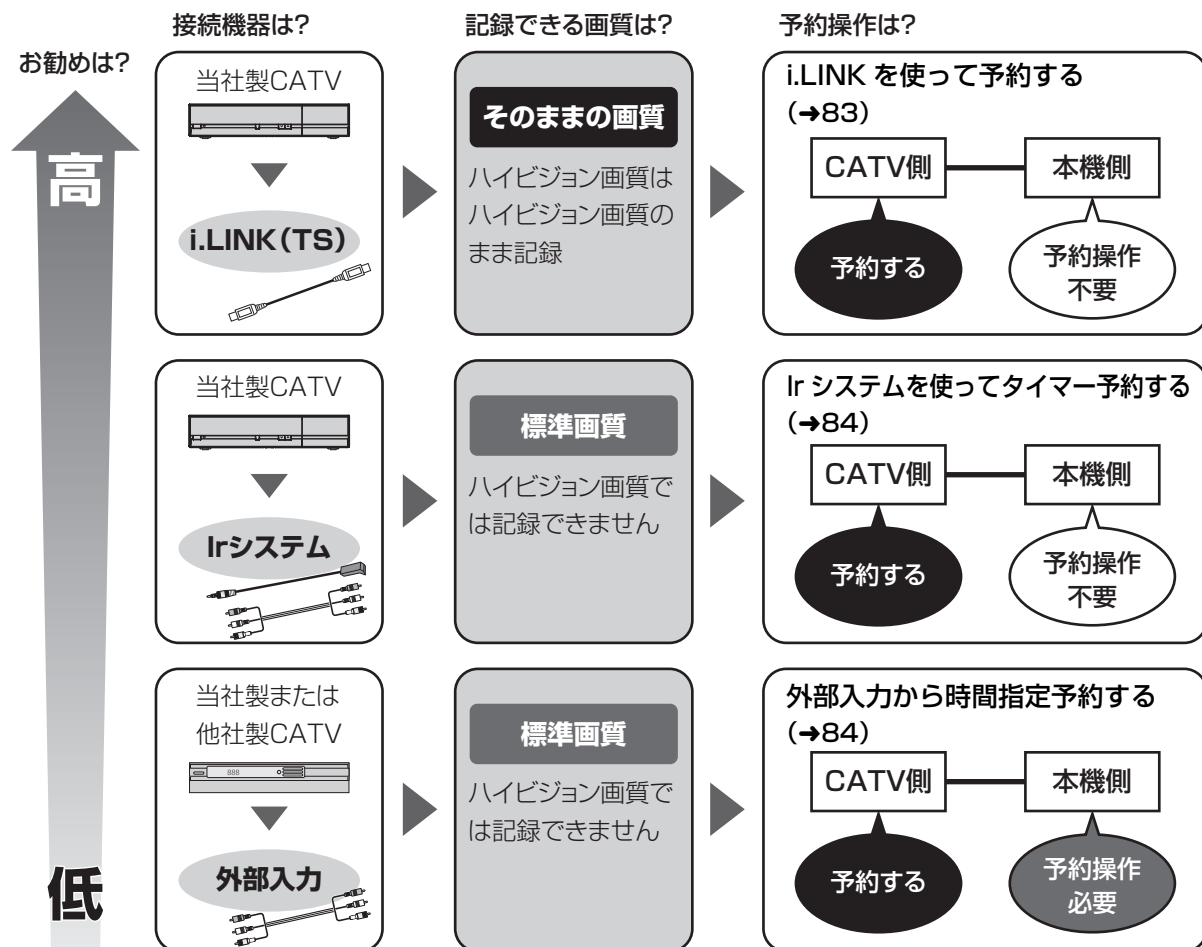 お勧めは?
接続機器は?
記録できる画質は?
予約操作は?
高
低
当社製CATV
i.LINK(TS)
そのままの画質
ハイビジョン画質は
ハイビジョン画質の
まま記録
i.LINK を使って予約する
(➜83)
CATV側
本機側
予約する
予約操作
不要
当社製CATV
Irシステム
標準画質
ハイビジョン画質で
は記録できません
Ir システムを使ってタイマー予約する
(➜84)
CATV側
本機側
予約する
予約操作
不要
当社製または
他社製CATV
888
外部入力
標準画質
ハイビジョン画質で
は記録できません
外部入力から時間指定予約する
(➜84)
CATV側
本機側
予約する
予約操作
必要